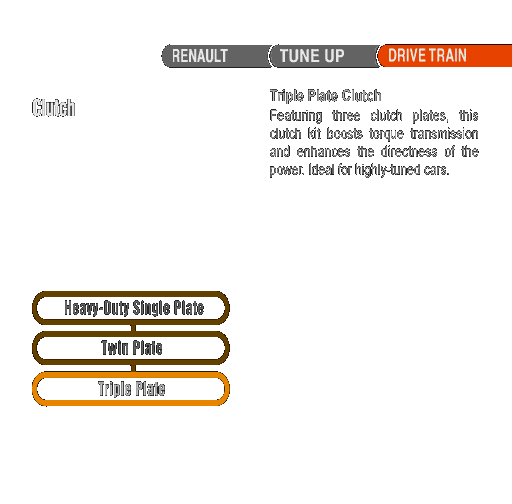 RENAULT TUNE UP DRIVE TRAIN
Clutch
Triple Plate Clutch
Featuring three clutch plates, this
clutch kit boosts torque transmission
and enhances the directness of the
power. Ideal for highly-tuned cars.
Heavy-Duty Single Plate
Twin Plate
Triple Plate